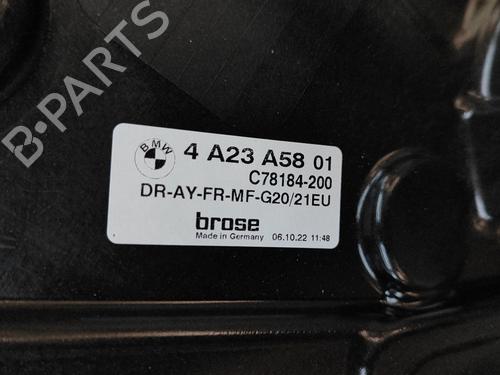 B-PARTS
BMW
4 A23 A58 01
C78184-200
DR-AY-FR-MF-G20/21EU
brose
Made in Germany 06.10.22 11:48